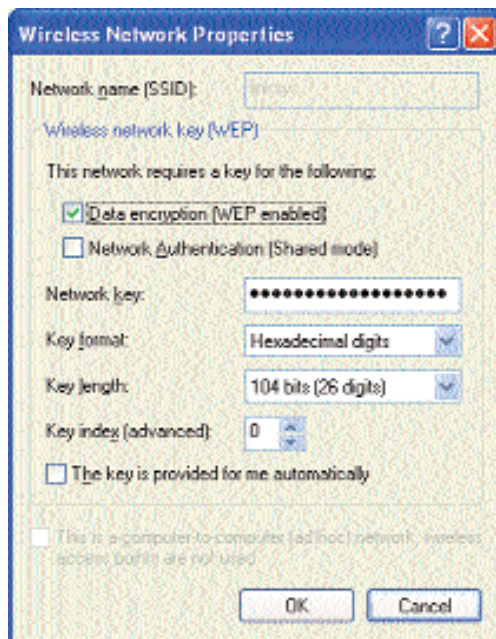 Wireless Network Properties
Network name (SSID): linksys
Wireless network key (WEP)
This network requires a key for the following:
Data encryption (WEP enabled)
Network Authentication (Shared mode)
Network key: ••••••••••••••••••
Key format: Hexadecimal digits
Key length: 104 bits (26 digits)
Key index (advanced): 0
The key is provided for me automatically
This is a computer-to-computer (ad hoc) network; wireless
access points are not used
OK Cancel